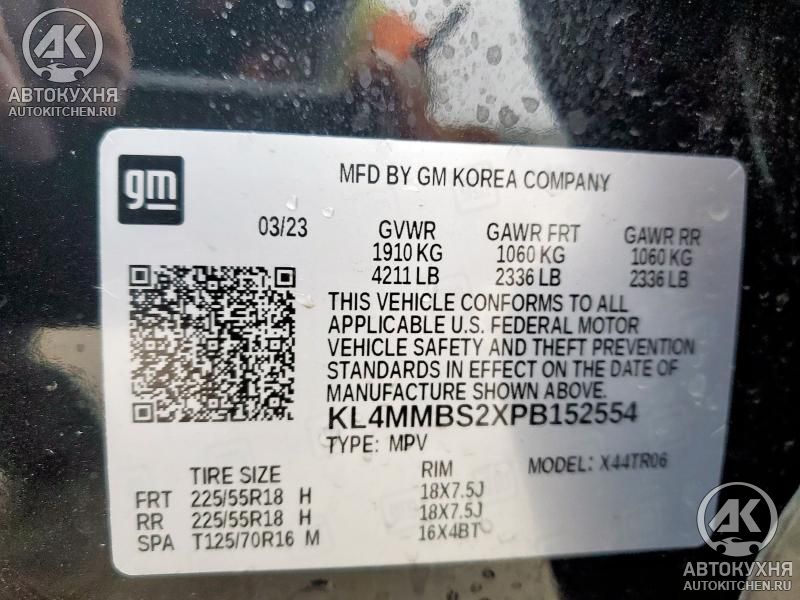 AK
АВТОКУХНЯ
AUTOKITCHEN.RU
gm
MFD BY GM KOREA COMPANY
03/23
GVWR GAWR FRT GAWR RR
1910 KG 1060 KG 1060 KG
4211 LB 2336 LB 2336 LB
THIS VEHICLE CONFORMS TO ALL
APPLICABLE U.S. FEDERAL MOTOR
VEHICLE SAFETY AND THEFT PREVENTION
STANDARDS IN EFFECT ON THE DATE OF
MANUFACTURE SHOWN ABOVE.
KL4MMBS2XPB152554
TYPE: MPV MODEL: X44TR06
TIRE SIZE RIM
FRT 225/55R18 H 18X7.5J
RR 225/55R18 H 18X7.5J
SPA T125/70R16 M 16X4BT
AK
АВТОКУХНЯ
AUTOKITCHEN.RU